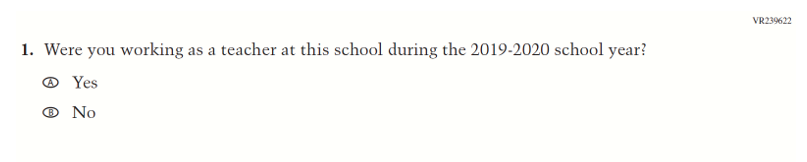 VR239622
1. Were you working as a teacher at this school during the 2019-2020 school year?
A Yes
B No